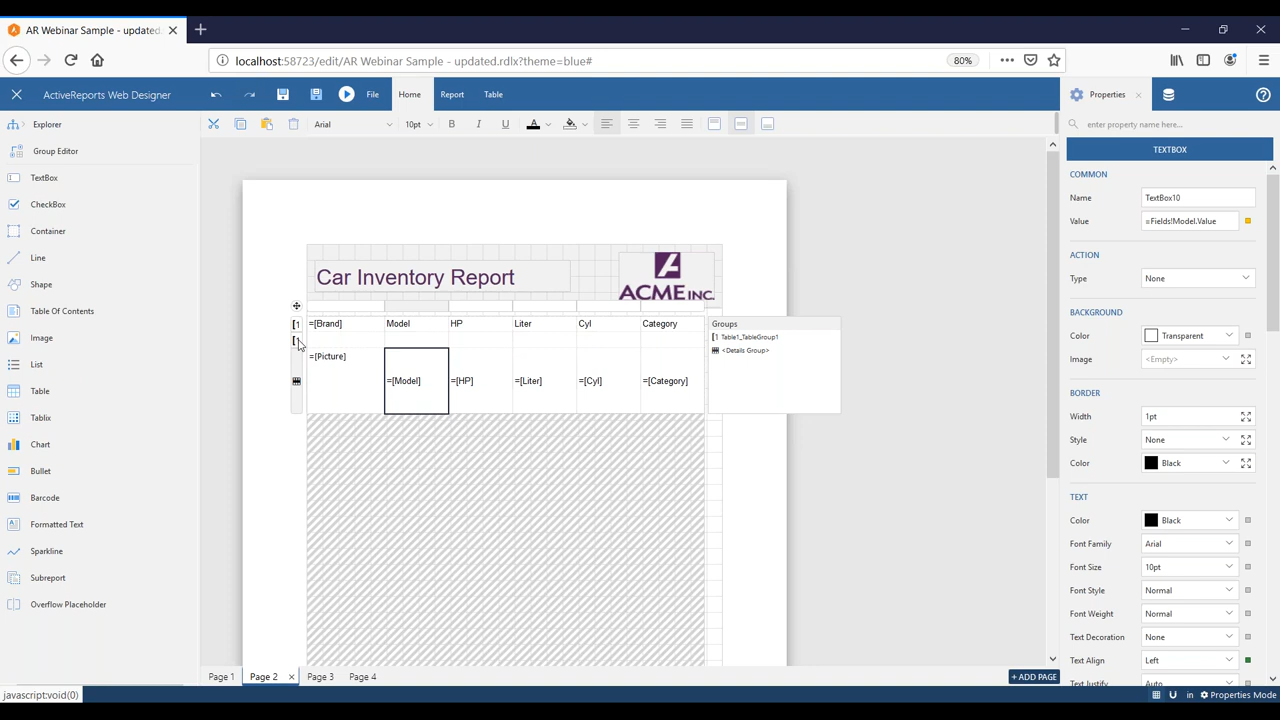 AR Webinar Sample - updated.
localhost:58723/edit/AR Webinar Sample - updated.rdlx?theme=blue#
80%
ActiveReports Web Designer
File
Home
Report
Table
Properties
Explorer
Arial
10pt
B
I
U
A
enter property name here...
Group Editor
TEXTBOX
TextBox
COMMON
CheckBox
Name
TextBox10
Container
Value
=Fields!Model.Value
Line
ACTION
Shape
Type
None
Table Of Contents
BACKGROUND
Image
Color
Transparent
List
Image
<Empty>
Table
BORDER
Tablix
Width
1pt
Chart
Style
None
Bullet
Color
Black
Barcode
TEXT
Formatted Text
Color
Black
Sparkline
Font Family
Arial
Subreport
Font Size
10pt
Overflow Placeholder
Font Style
Normal
Font Weight
Normal
Text Decoration
None
Text Align
Left
Text Justify
Auto
Car Inventory Report
ACME INC.
=[Brand]
Model
HP
Liter
Cyl
Category
=[Picture]
=[Model]
=[HP]
=[Liter]
=[Cyl]
=[Category]
Groups
[1 Table1_TableGroup1
<Details Group>
Page 1
Page 2
Page 3
Page 4
+ ADD PAGE
javascript:void(0)
in
Properties Mode